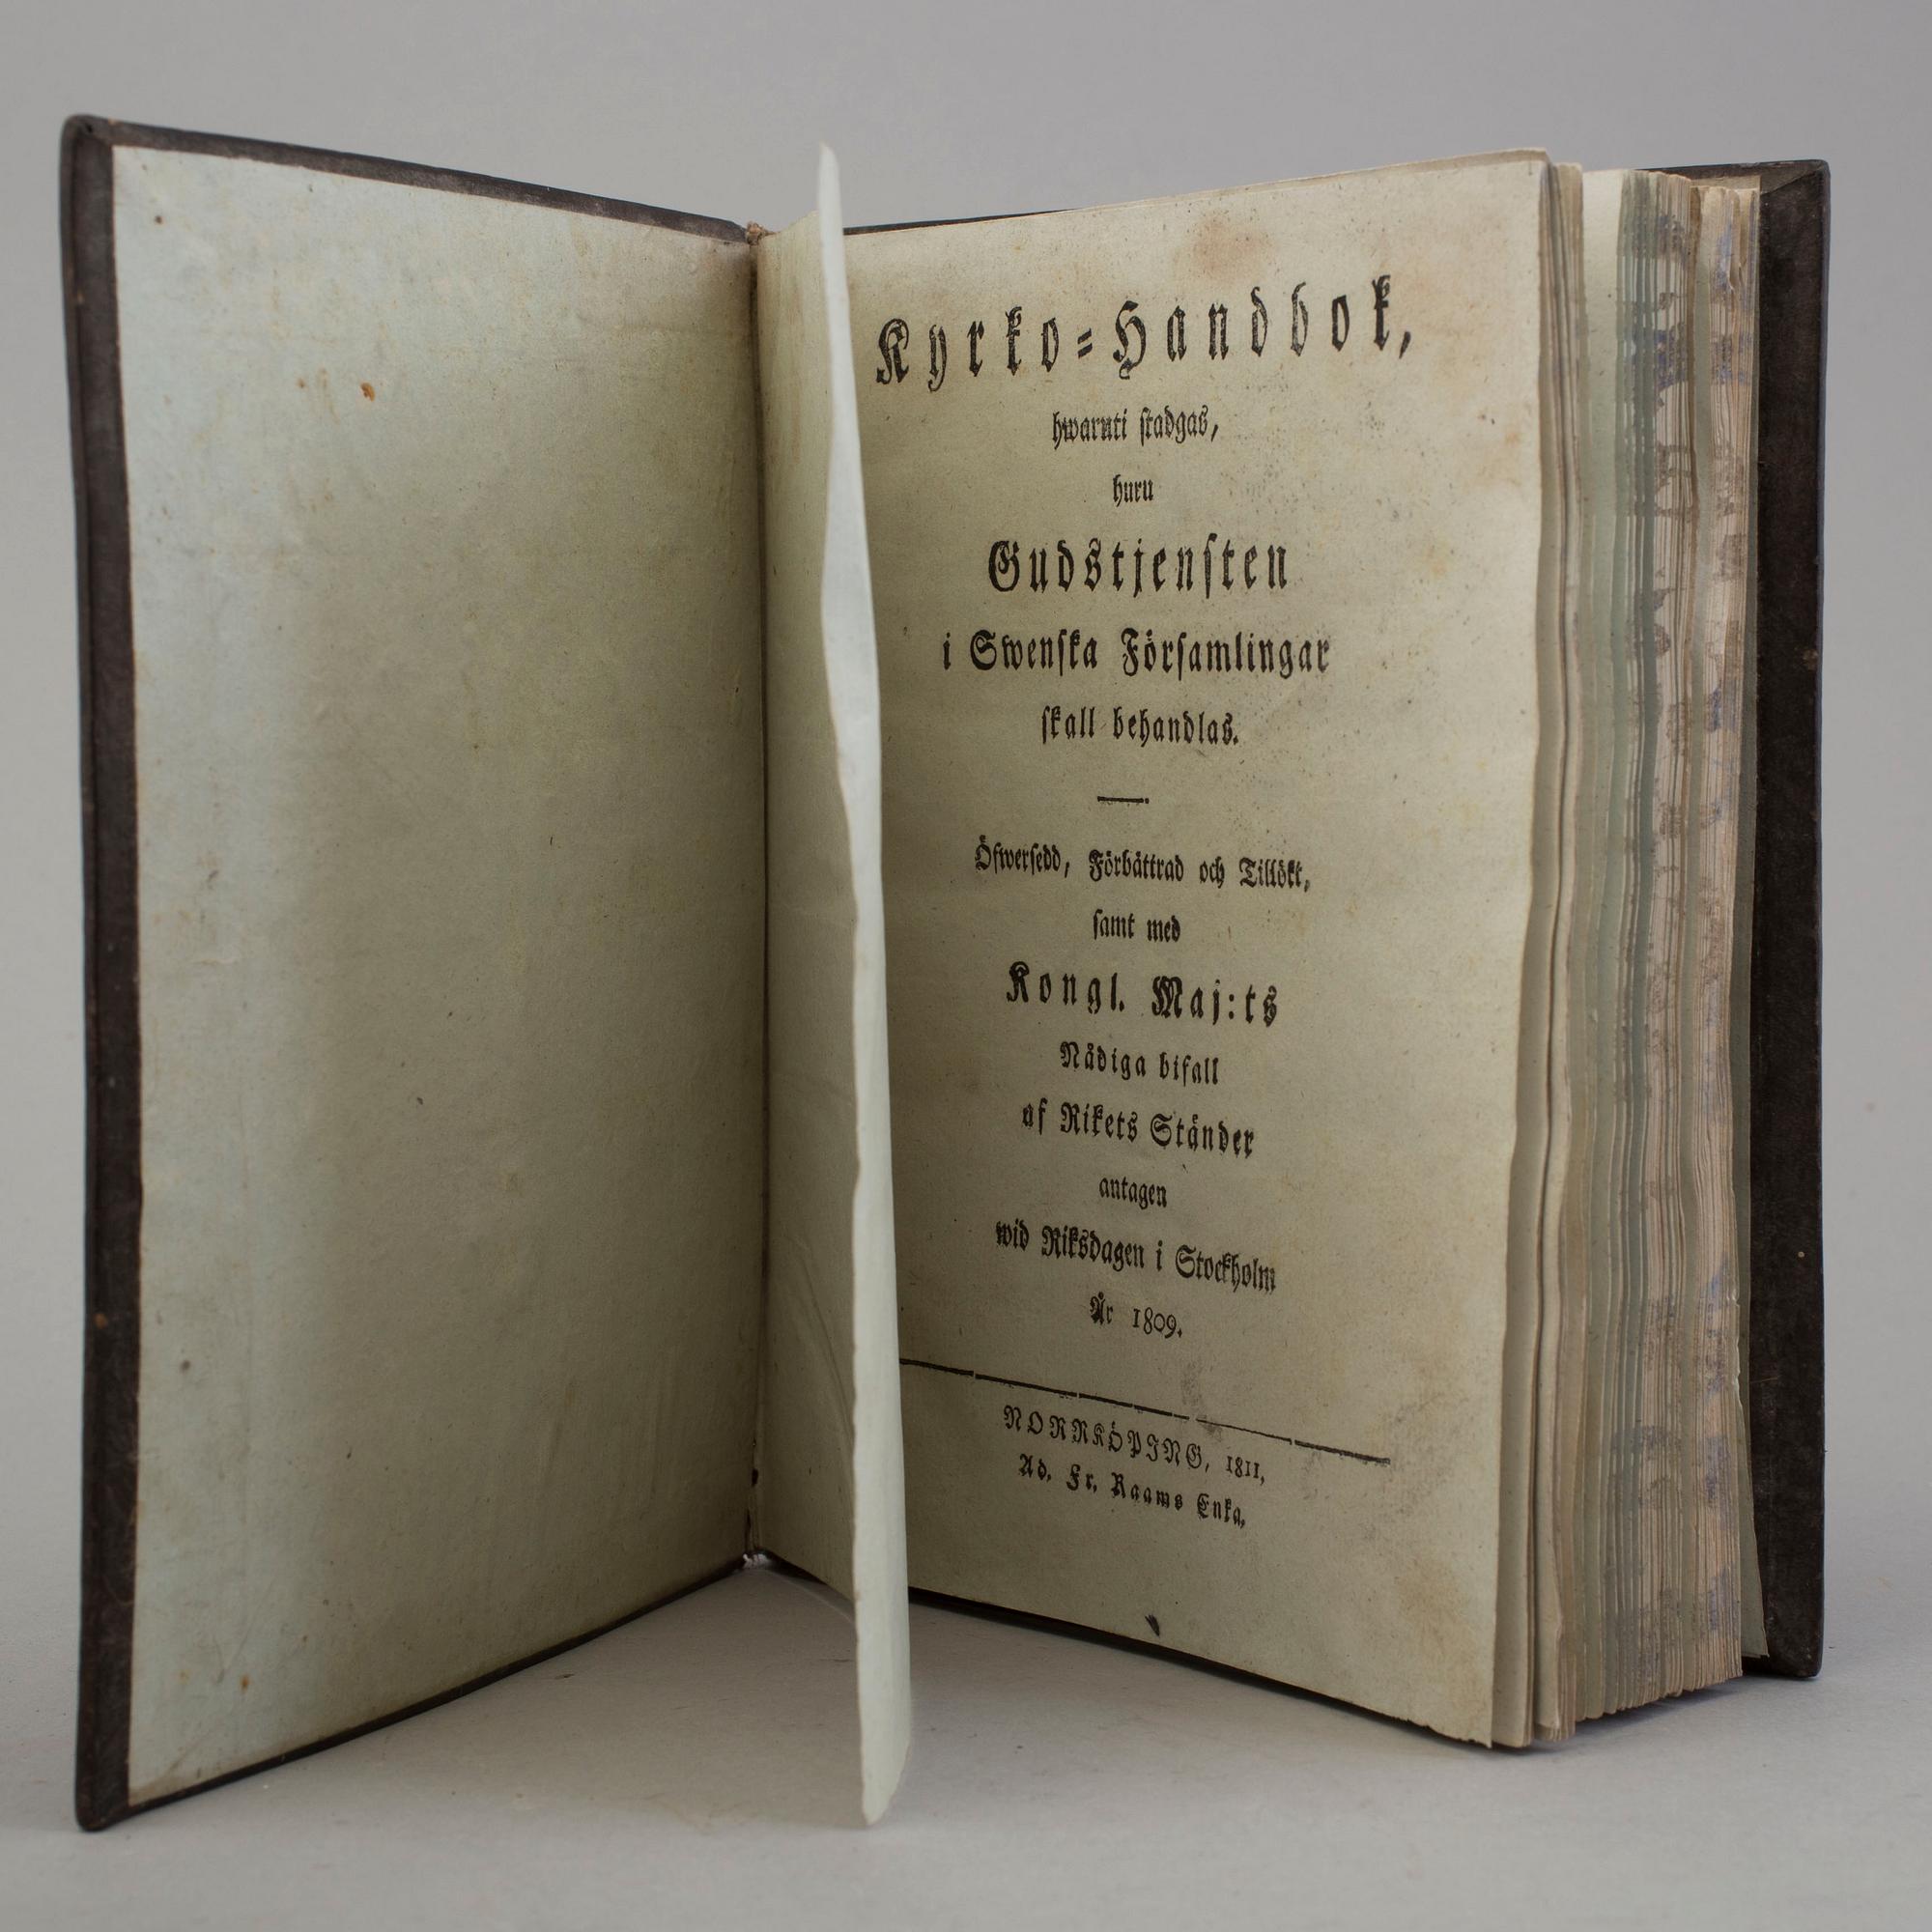 Kyrko-Handbok,
hwaruti stadgas,
huru
Gudstjensten
i Swenska Församlingar
skall behandlas.
Öfwersedd, Förbättrad och Tillökt,
samt med
Kongl. Maj:ts
Nådiga bifall
af Rikets Ständer
antagen
wid Riksdagen i Stockholm
År 1809.
NORRKÖPING, 1811,
Ad. Fr. Raams Enka.